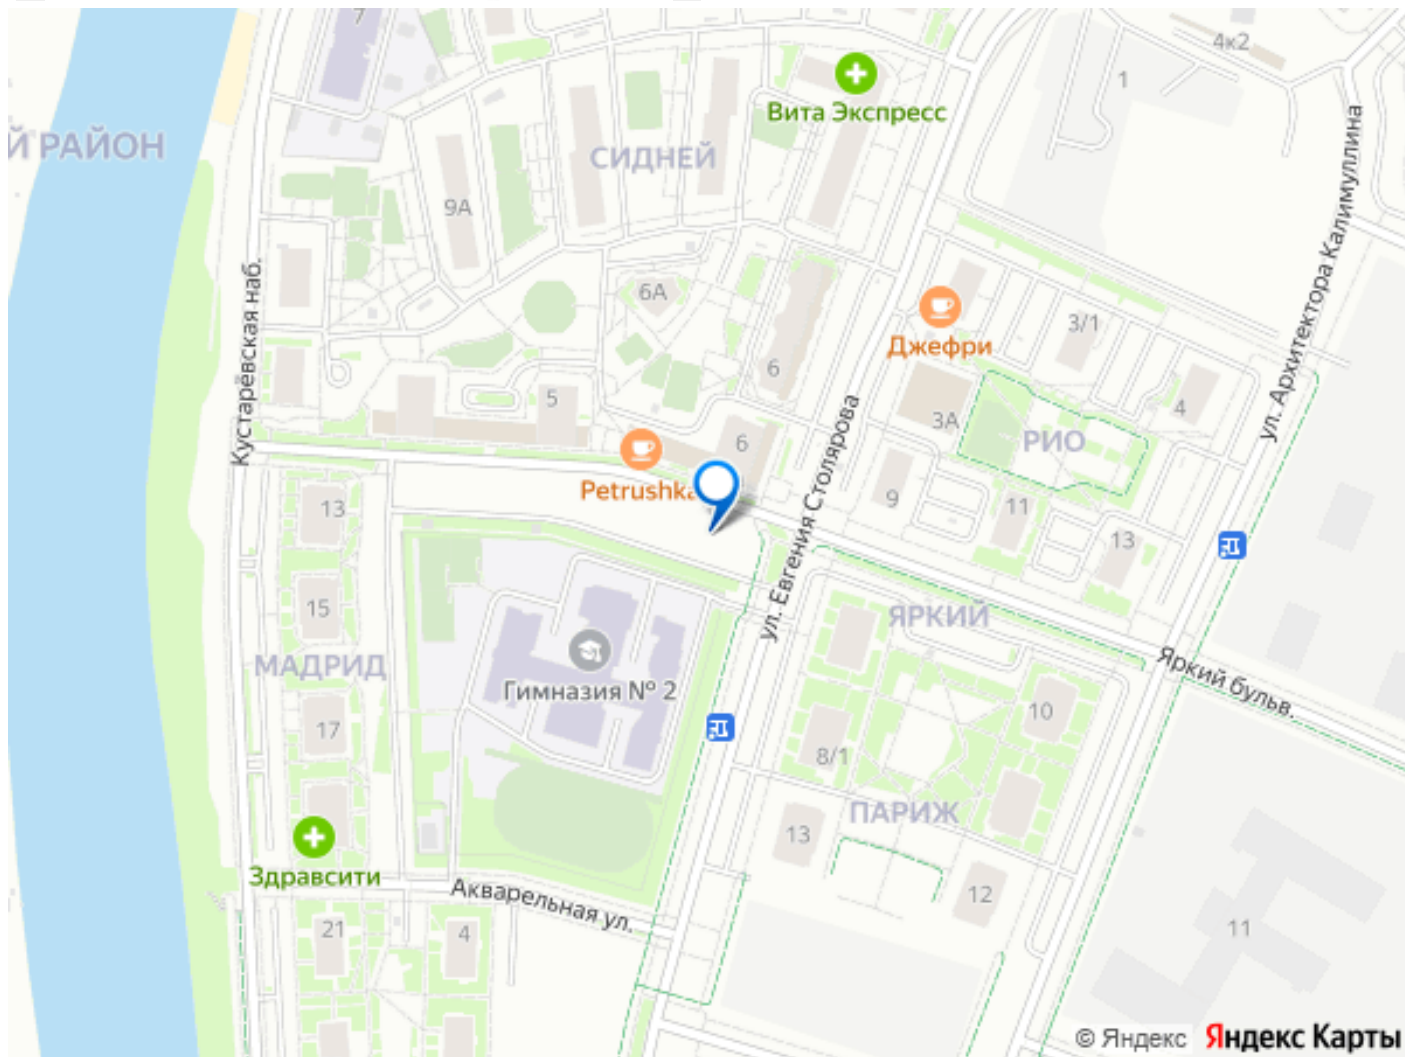 7
4к2
1
Вита Экспресс
Й РАЙОН
СИДНЕЙ
9А
ул. Архитектора Калимуллина
Кустарёвская наб.
6А
3/1
Джефри
6
5
4
3А
РИО
6
ул. Евгения Столярова
Petrushka
9
11
13
13
15
ЯРКИЙ
МАДРИД
Гимназия № 2
Яркий бульв.
17
10
8/1
ПАРИЖ
13
Здравсити
Акварельная ул.
12
21
4
11
© Яндекс
Яндекс Карты